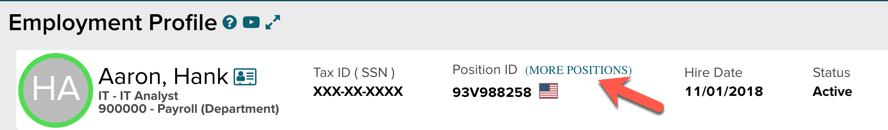 Employment Profile ?
HA
Aaron, Hank
IT - IT Analyst
900000 - Payroll (Department)
Tax ID ( SSN )
XXX-XX-XXXX
Position ID (MORE POSITIONS)
93V988258
Hire Date
11/01/2018
Status
Active